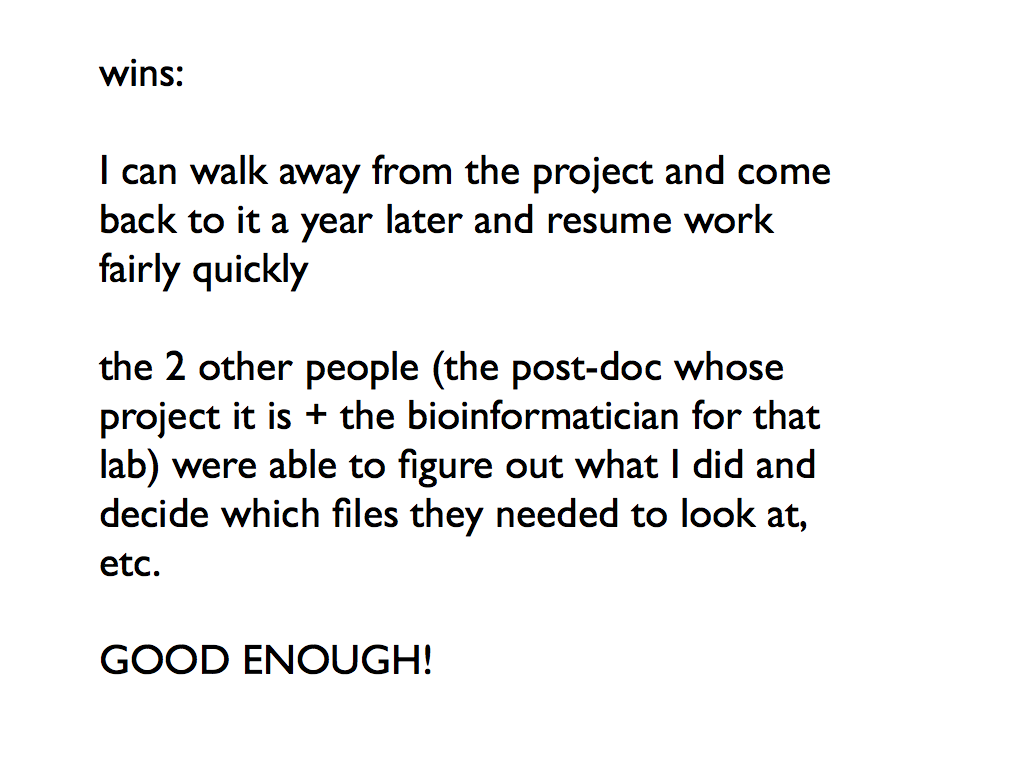 wins:
I can walk away from the project and come
back to it a year later and resume work
fairly quickly
the 2 other people (the post-doc whose
project it is + the bioinformatician for that
lab) were able to figure out what I did and
decide which files they needed to look at,
etc.
GOOD ENOUGH!